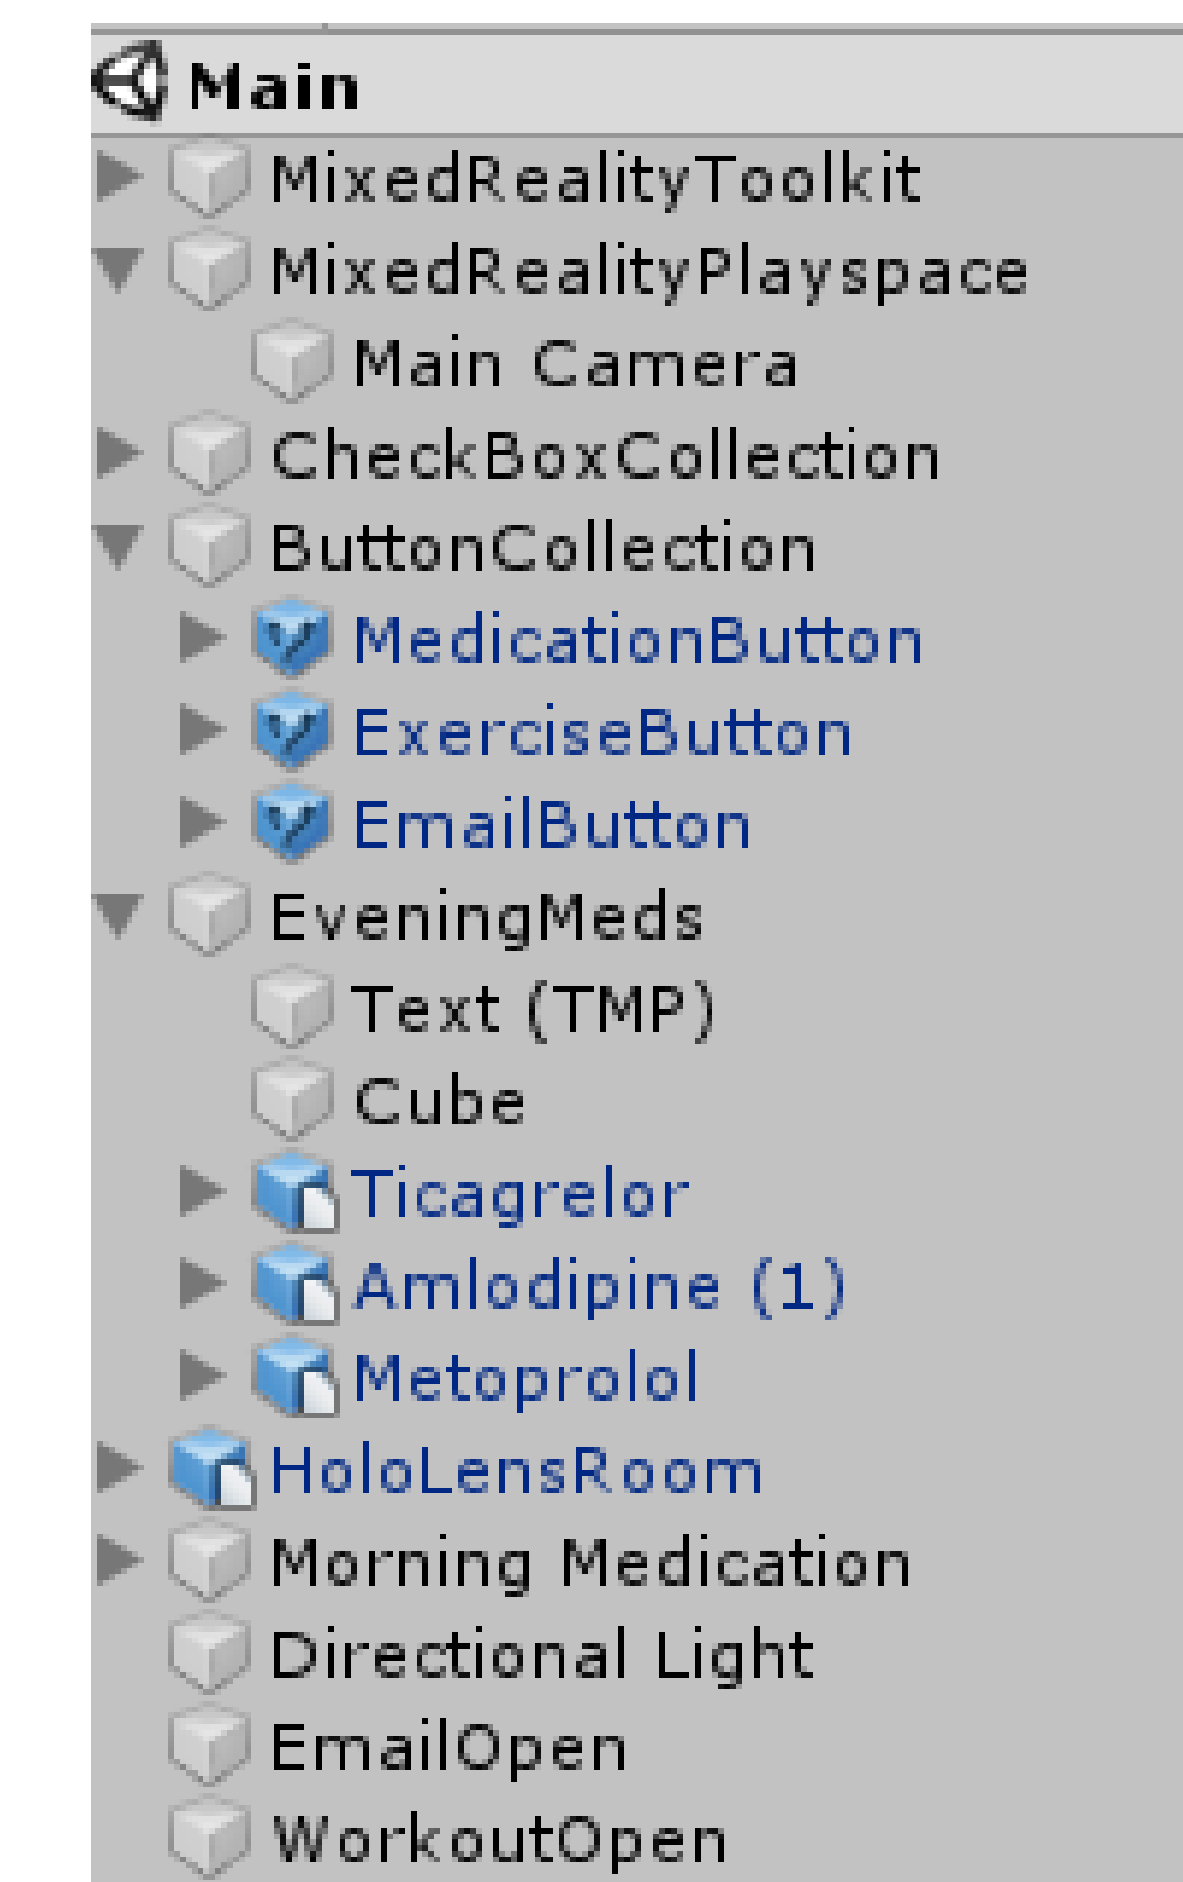 Main
MixedRealityToolkit
MixedRealityPlayspace
Main Camera
CheckBoxCollection
ButtonCollection
MedicationButton
ExerciseButton
EmailButton
EveningMeds
Text (TMP)
Cube
Ticagrelor
Amlodipine (1)
Metoprolol
HoloLensRoom
Morning Medication
Directional Light
EmailOpen
WorkoutOpen